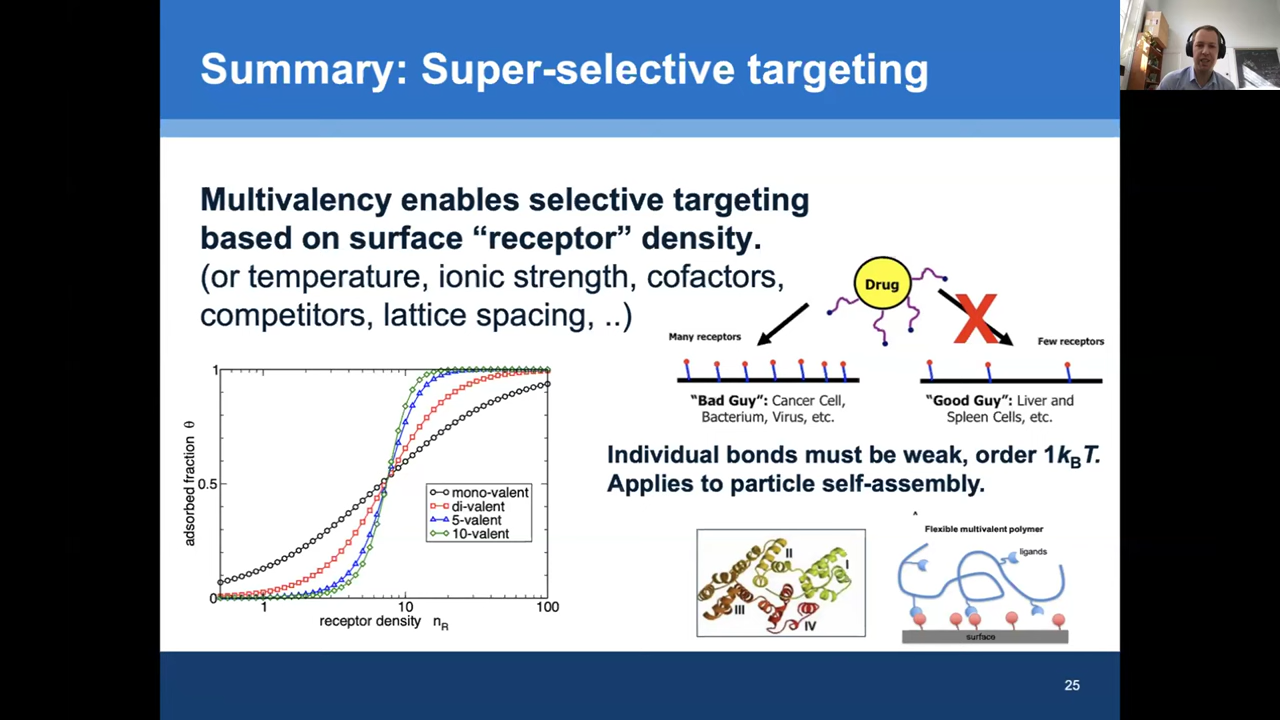 Summary: Super-selective targeting
Multivalency enables selective targeting
based on surface “receptor” density.
(or temperature, ionic strength, cofactors,
competitors, lattice spacing, ..)
Drug
X
Many receptors
Few receptors
“Bad Guy”: Cancer Cell,
Bacterium, Virus, etc.
“Good Guy”: Liver and
Spleen Cells, etc.
Individual bonds must be weak, order 1kBT.
Applies to particle self-assembly.
1
0.5
0
adsorbed fraction θ
mono-valent
di-valent
5-valent
10-valent
1
10
100
receptor density nR
II
I
III
IV
^
Flexible multivalent polymer
ligands
surface
25